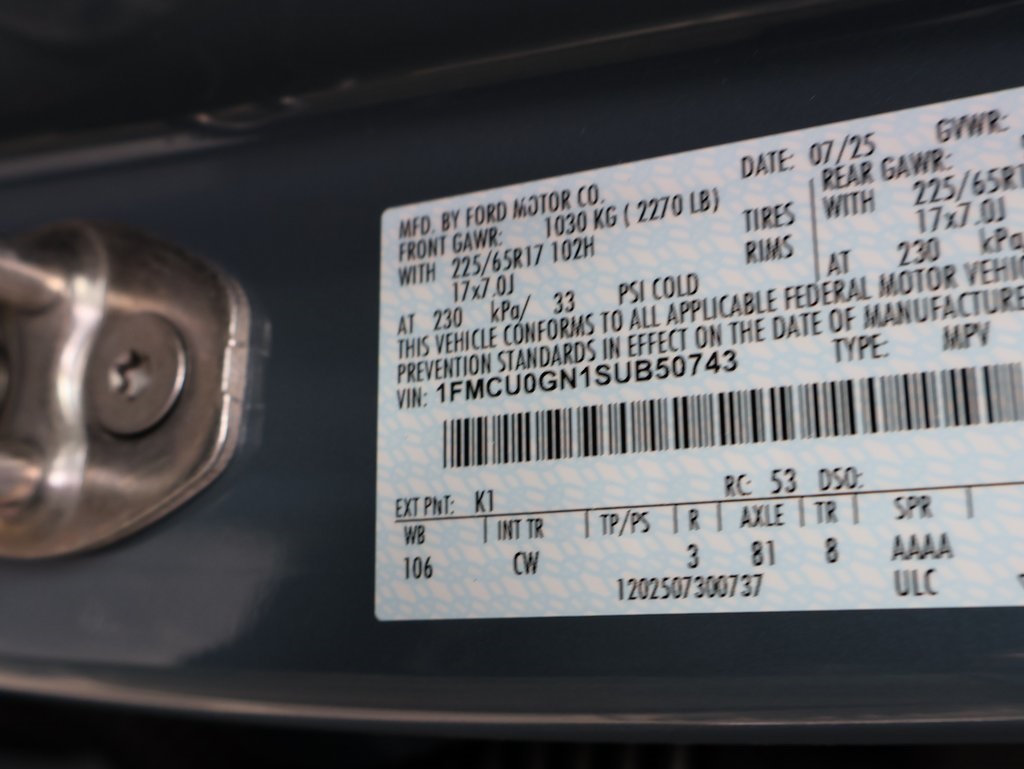 MFD. BY FORD MOTOR CO. DATE: 07/25 GVWR:
FRONT GAWR: 1030 KG ( 2270 LB) REAR GAWR:
WITH 225/65R17 102H TIRES WITH 225/65R17
17x7.0J RIMS 17x7.0J
AT 230 kPa/ 33 PSI COLD AT 230 kPa/
THIS VEHICLE CONFORMS TO ALL APPLICABLE FEDERAL MOTOR VEHIC
PREVENTION STANDARDS IN EFFECT ON THE DATE OF MANUFACTURE
VIN: 1FMCU0GN1SUB50743 TYPE: MPV
EXT PNT: K1 RC: 53 DSO:
WB INT TR TP/PS R AXLE TR SPR
106 CW 3 81 8 AAAA
1202507300737 ULC